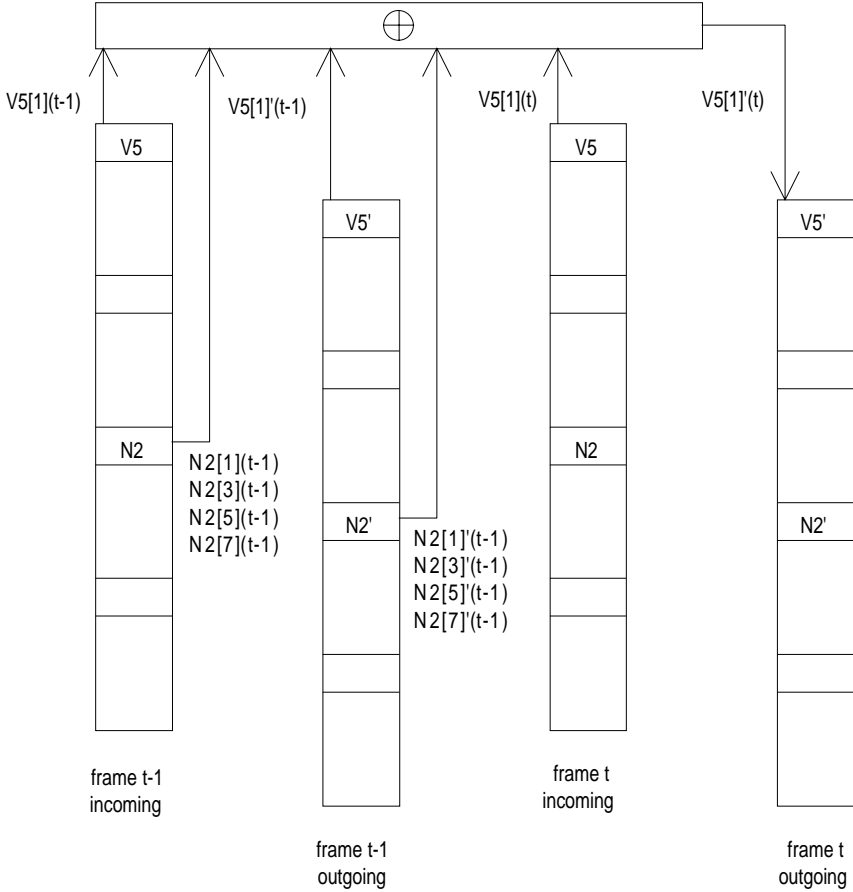 V5[1](t-1)
V5[1]'(t-1)
V5[1](t)
V5[1]'(t)
V5
V5'
V5
V5'
N2
N2[1](t-1)
N2[3](t-1)
N2[5](t-1)
N2[7](t-1)
N2'
N2[1]'(t-1)
N2[3]'(t-1)
N2[5]'(t-1)
N2[7]'(t-1)
N2
N2'
frame t-1
incoming
frame t-1
outgoing
frame t
incoming
frame t
outgoing